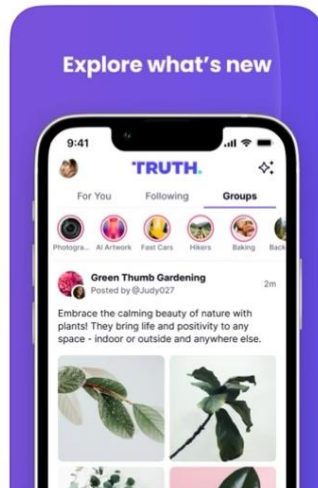 Explore what's new
9:41
TRUTH.
For You Following Groups
Photogra... AI Artwork Fast Cars Hikers Baking Back
Green Thumb Gardening
Posted by @Judy027 2m
Embrace the calming beauty of nature with
plants! They bring life and positivity to any
space - indoor or outside and anywhere else.